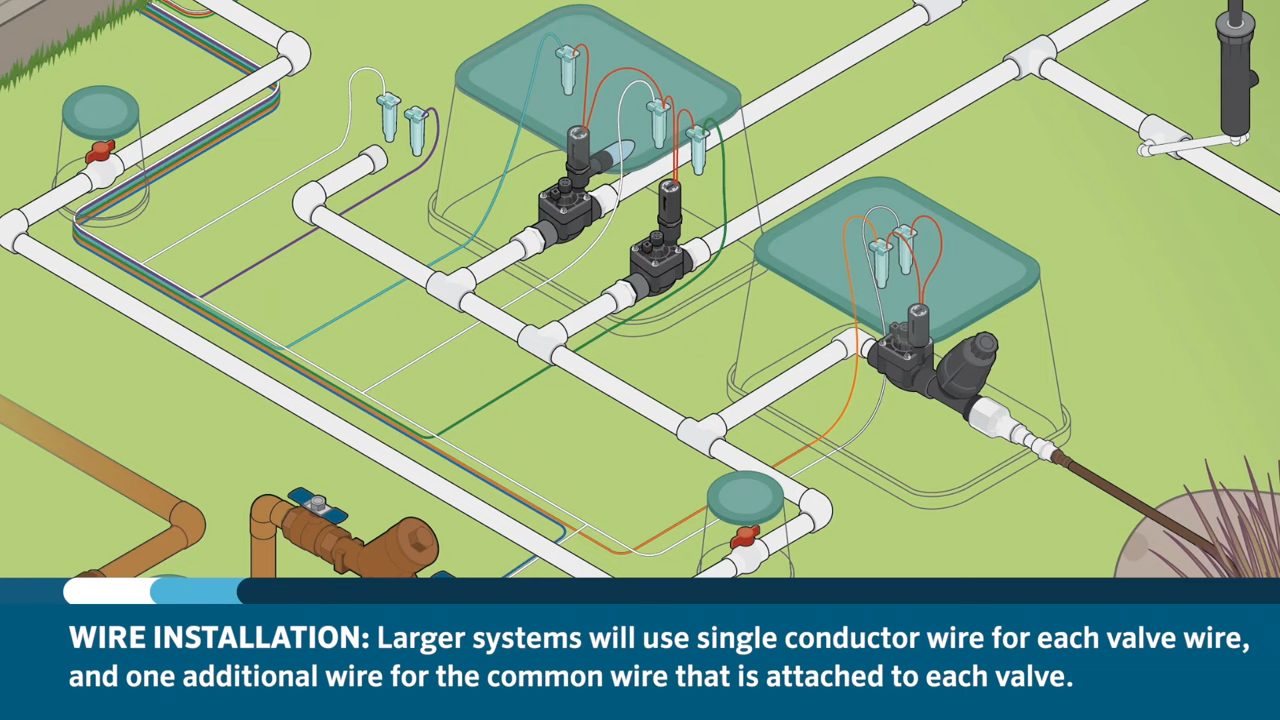 WIRE INSTALLATION: Larger systems will use single conductor wire for each valve wire,
and one additional wire for the common wire that is attached to each valve.